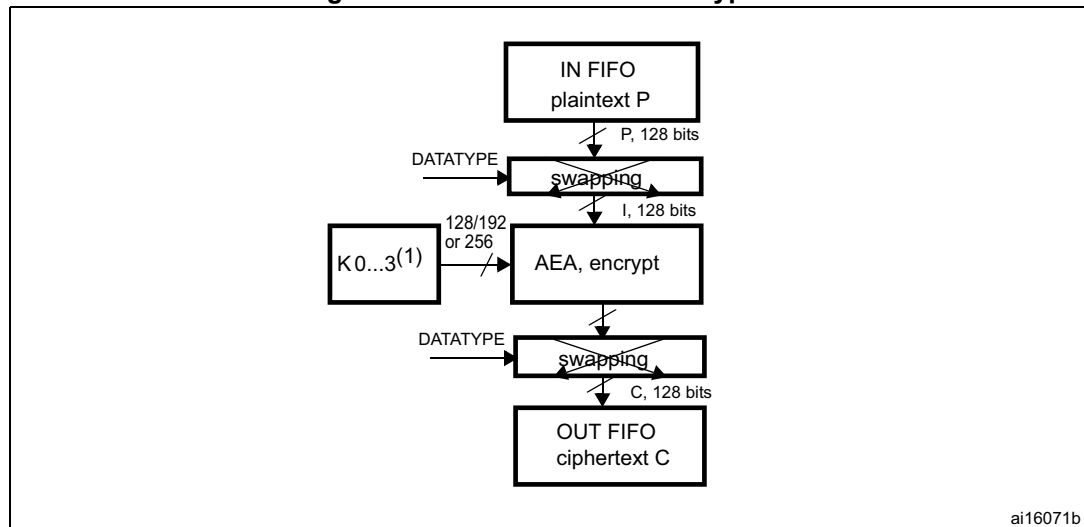 IN FIFO
plaintext P
P, 128 bits
DATATYPE
swapping
I, 128 bits
128/192
or 256
K 0...3(1)
AEA, encrypt
DATATYPE
swapping
C, 128 bits
OUT FIFO
ciphertext C
ai16071b